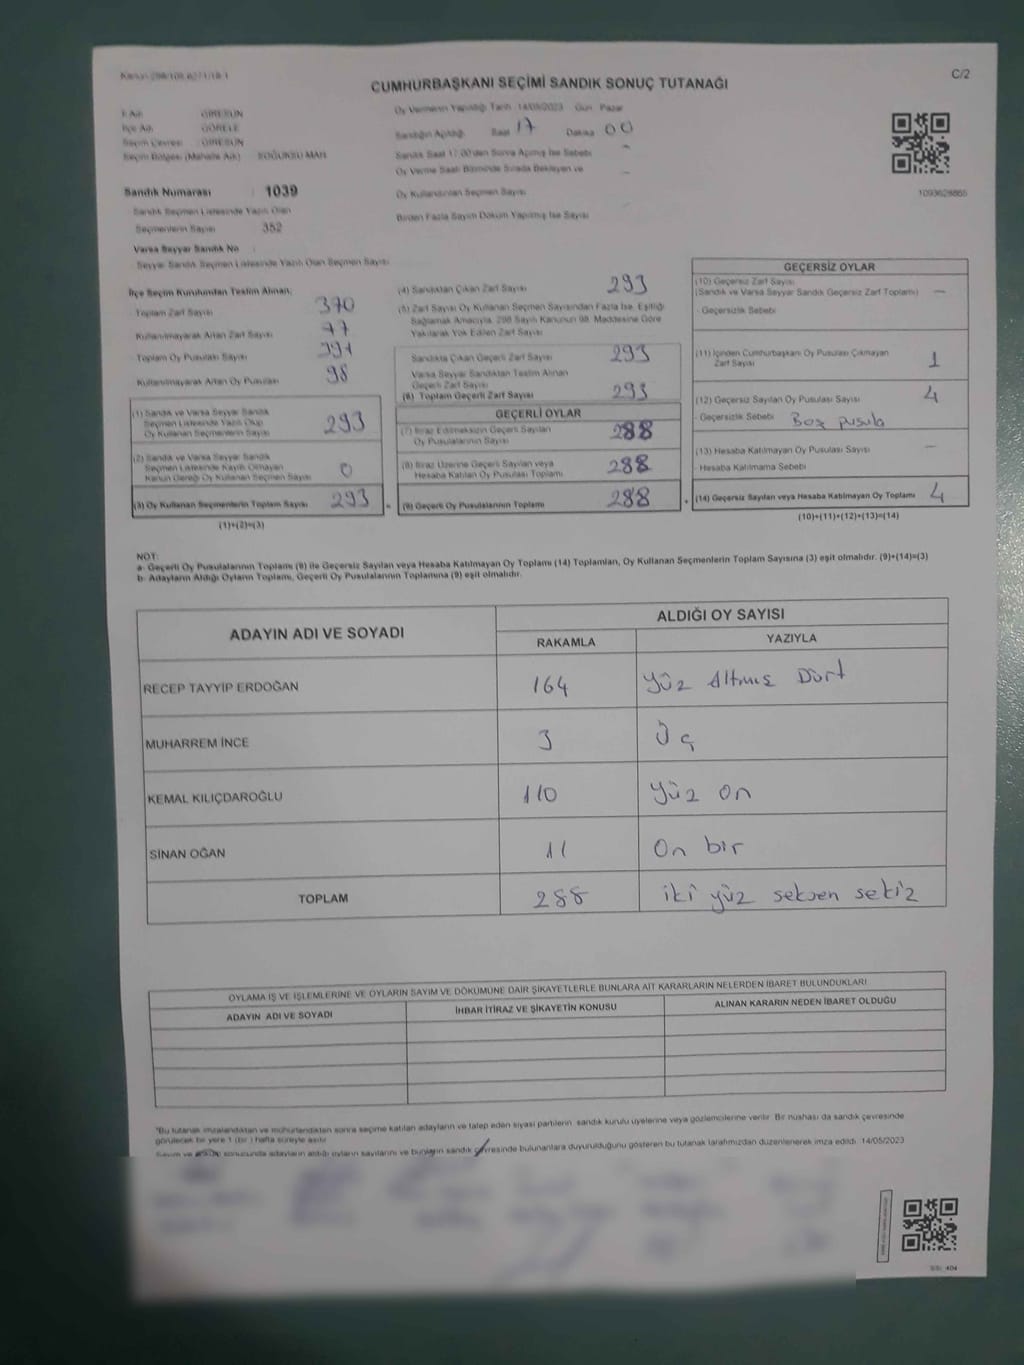 Kanun 298/108,6271/19-1
C/2
CUMHURBAŞKANI SEÇİMİ SANDIK SONUÇ TUTANAĞI
İl Adı : GİRESUN
İlçe Adı : GÖRELE
Seçim Çevresi : GİRESUN
Seçim Bölgesi (Mahalle Adı) : SOĞUKSU MAH.
Oy Vermenin Yapıldığı Tarih 14/05/2023 Gün Pazar
Sandığın Açıldığı Saat 17 Dakika 00
Sandık Saat 17:00'den Sonra Açılmış İse Sebebi
Oy Verme Saati Bitiminde Sırada Bekleyen ve
Oy Kullandırılan Seçmen Sayısı
Birden Fazla Sayım Döküm Yapılmış İse Sayısı
1093628865
Sandık Numarası 1039
Sandık Seçmen Listesinde Yazılı Olan
Seçmenlerin Sayısı 352
Varsa Seyyar Sandık No :
Seyyar Sandık Seçmen Listesinde Yazılı Olan Seçmen Sayısı
İlçe Seçim Kurulundan Teslim Alınan;
Toplam Zarf Sayısı 370
Kullanılmayarak Artan Zarf Sayısı 77
Toplam Oy Pusulası Sayısı 391
Kullanılmayarak Artan Oy Pusulası 98
(1) Sandık ve Varsa Seyyar Sandık
Seçmen Listesinde Yazılı Olup
Oy Kullanan Seçmenlerin Sayısı 293
(2) Sandık ve Varsa Seyyar Sandık
Seçmen Listesinde Kayıtlı Olmayan
Kanun Gereği Oy Kullanan Seçmen Sayısı 0
(3) Oy Kullanan Seçmenlerin Toplam Sayısı 293
(1)+(2)=(3)
(4) Sandıktan Çıkan Zarf Sayısı 293
(5) Zarf Sayısı Oy Kullanan Seçmen Sayısından Fazla İse, Eşitliği
Sağlamak Amacıyla, 298 Sayılı Kanunun 98. Maddesine Göre
Yakılarak Yok Edilen Zarf Sayısı
Sandıkta Çıkan Geçerli Zarf Sayısı 293
Varsa Seyyar Sandıktan Teslim Alınan
Geçerli Zarf Sayısı
(6) Toplam Geçerli Zarf Sayısı 293
GEÇERLİ OYLAR
(7) İtiraz Edilmeksizin Geçerli Sayılan
Oy Pusulalarının Sayısı 288
(8) İtiraz Üzerine Geçerli Sayılan veya
Hesaba Katılan Oy Pusulaları Toplamı 288
= (9) Geçerli Oy Pusulalarının Toplamı 288 +
GEÇERSİZ OYLAR
(10) Geçersiz Zarf Sayısı
(Sandık ve Varsa Seyyar Sandık Geçersiz Zarf Toplamı) —
- Geçersizlik Sebebi
(11) İçinden Cumhurbaşkanı Oy Pusulası Çıkmayan
Zarf Sayısı 1
(12) Geçersiz Sayılan Oy Pusulası Sayısı 4
- Geçersizlik Sebebi Boş pusula
(13) Hesaba Katılmayan Oy Pusulası Sayısı —
- Hesaba Katılmama Sebebi
(14) Geçersiz Sayılan veya Hesaba Katılmayan Oy Toplamı 4
(10)+(11)+(12)+(13)=(14)
NOT:
a- Geçerli Oy Pusulalarının Toplamı (9) ile Geçersiz Sayılan veya Hesaba Katılmayan Oy Toplamı (14) Toplamları, Oy Kullanan Seçmenlerin Toplam Sayısına (3) eşit olmalıdır. (9)+(14)=(3)
b- Adayların Aldığı Oyların Toplamı, Geçerli Oy Pusulalarının Toplamına (9) eşit olmalıdır.
ADAYIN ADI VE SOYADI
ALDIĞI OY SAYISI
RAKAMLA YAZIYLA
RECEP TAYYİP ERDOĞAN 164 Yüz Altmış Dört
MUHARREM İNCE 3 Üç
KEMAL KILIÇDAROĞLU 110 Yüz on
SİNAN OĞAN 11 On bir
TOPLAM 288 iki yüz seksen sekiz
OYLAMA İŞ VE İŞLEMLERİNE VE OYLARIN SAYIM VE DÖKÜMÜNE DAİR ŞİKAYETLERLE BUNLARA AİT KARARLARIN NELERDEN İBARET BULUNDUKLARI
ADAYIN ADI VE SOYADI İHBAR İTİRAZ VE ŞİKAYETİN KONUSU ALINAN KARARIN NEDEN İBARET OLDUĞU
*Bu tutanak imzalandıktan ve mühürlendikten sonra seçime katılan adayların ve talep eden siyasi partilerin sandık kurulu üyelerine veya gözlemcilerine verilir. Bir nüshası da sandık çevresinde
görülecek bir yere 1 (bir) hafta süreyle asılır.
Sayım ve döküm sonucunda adayların aldığı oyların sayılarını ve bunların sandık çevresinde bulunanlara duyurulduğunu gösteren bu tutanak tarafımızdan düzenlenerek imza edildi. 14/05/2023